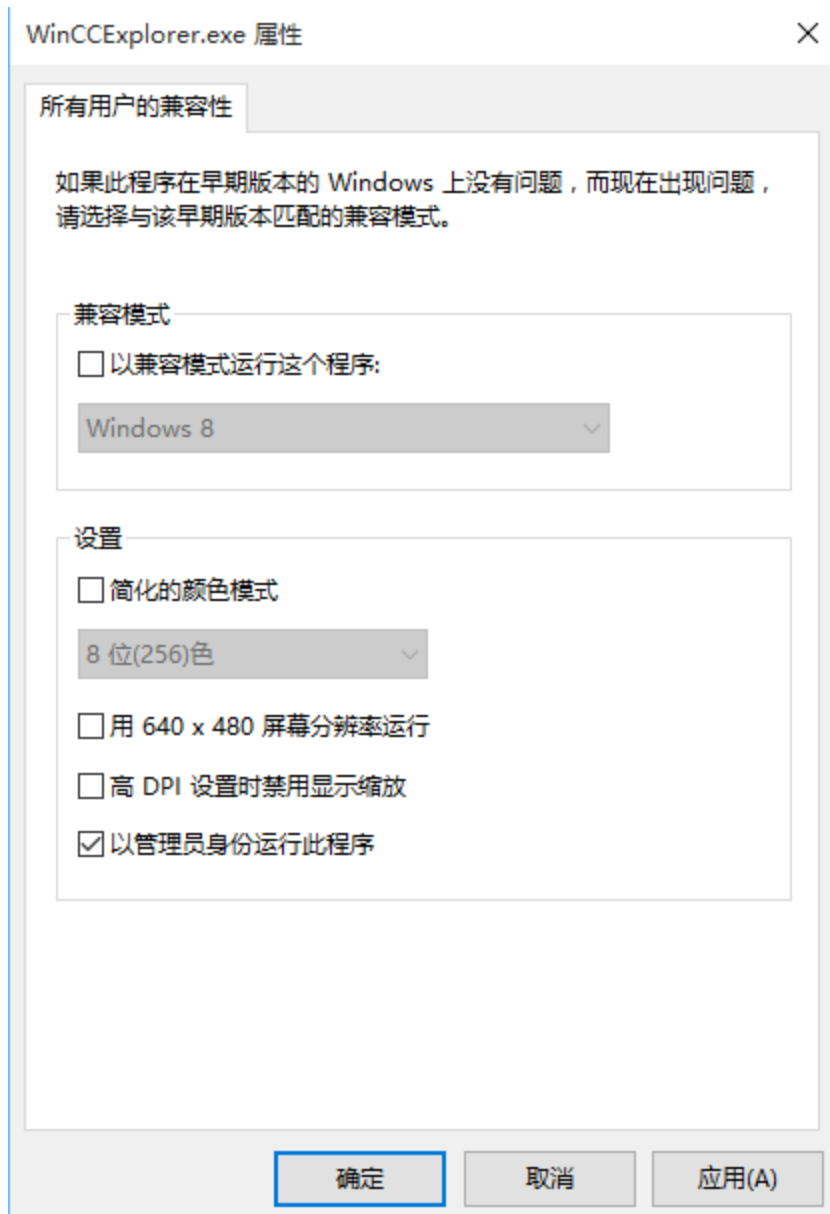 WinCCExplorer.exe 属性
所有用户的兼容性
如果此程序在早期版本的 Windows 上没有问题，而现在出现问题，
请选择与该早期版本匹配的兼容模式。
兼容模式
以兼容模式运行这个程序:
Windows 8
设置
简化的颜色模式
8 位(256)色
用 640 x 480 屏幕分辨率运行
高 DPI 设置时禁用显示缩放
以管理员身份运行此程序
确定
取消
应用(A)